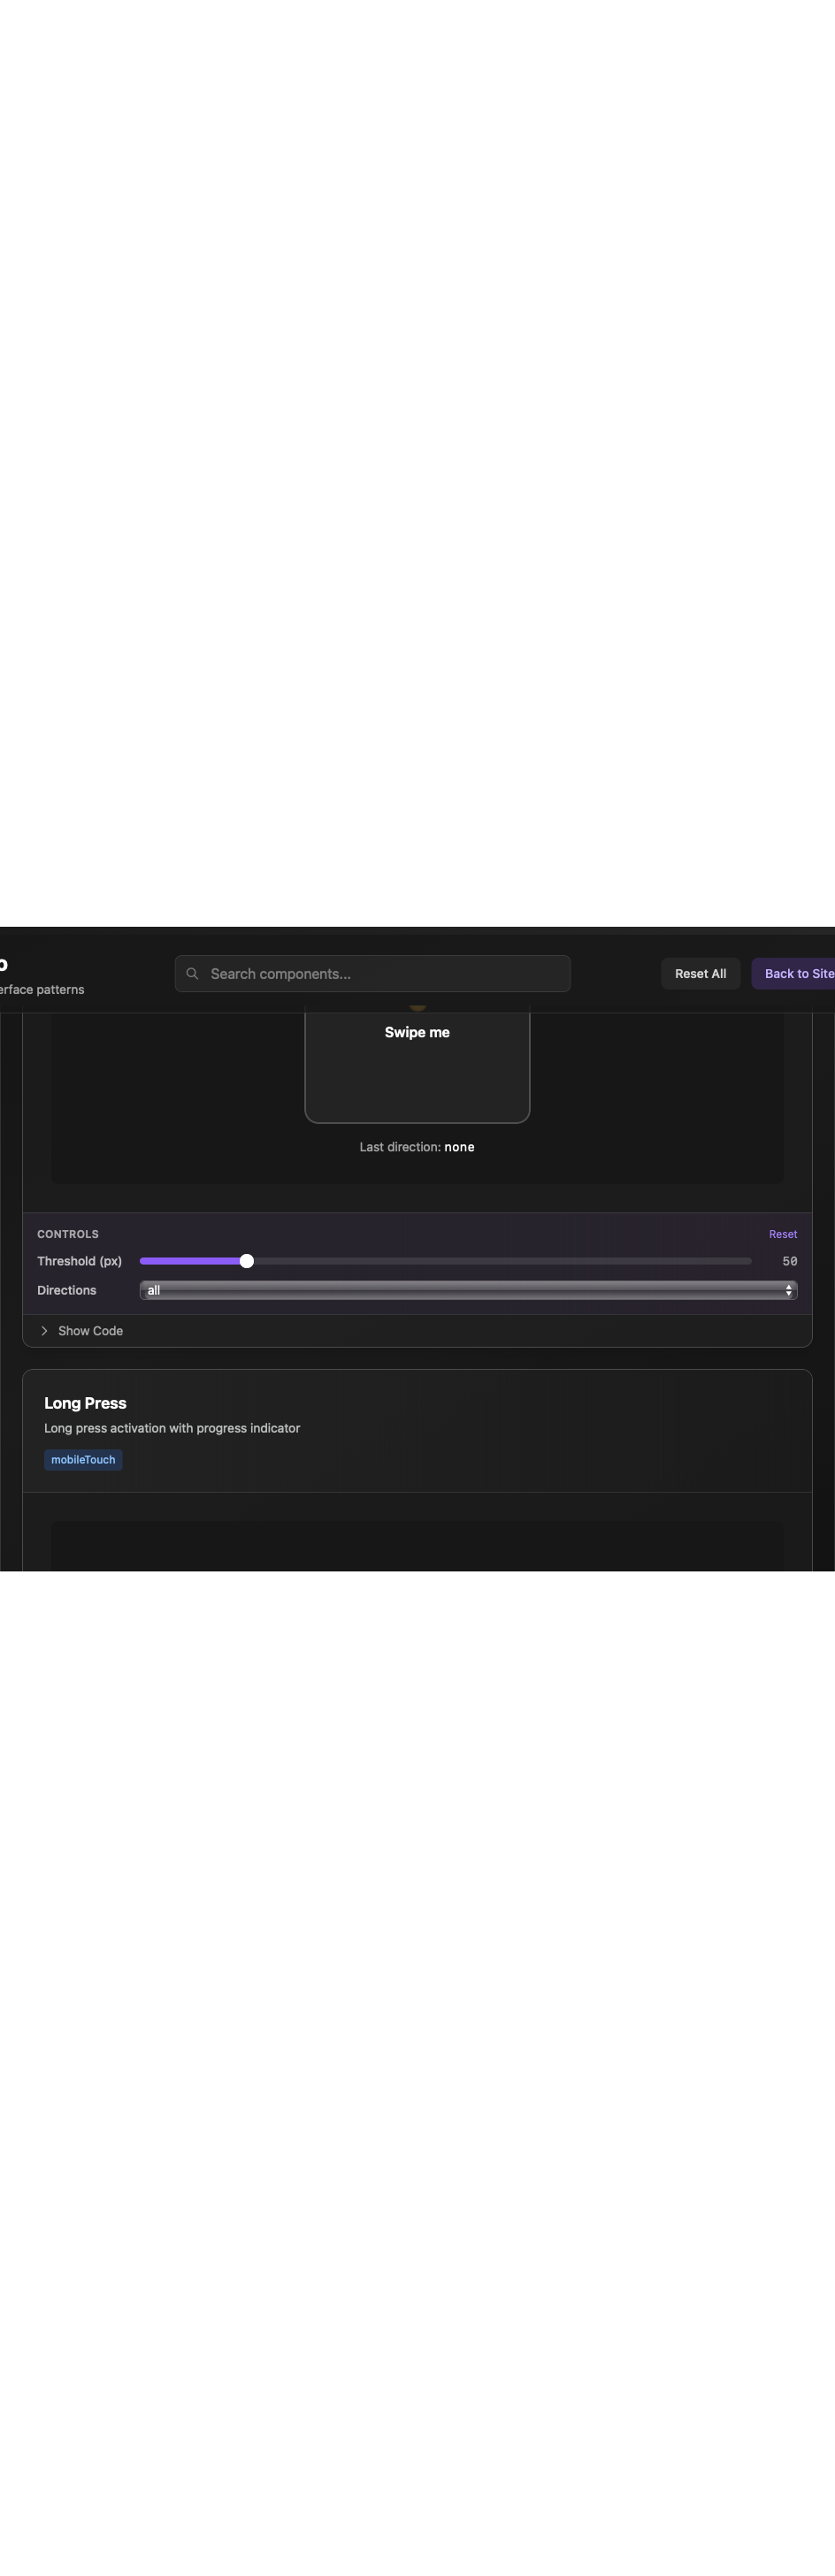 Search components...
Reset All
Back to Site
erface patterns
Swipe me
Last direction: none
CONTROLS
Reset
Threshold (px)
50
Directions
all
Show Code
Long Press
Long press activation with progress indicator
mobileTouch